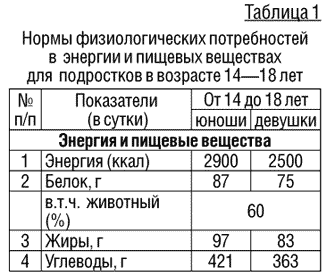 Таблица 1
Нормы физиологических потребностей
в энергии и пищевых веществах
для подростков в возрасте 14—18 лет
№ п/п Показатели (в сутки) От 14 до 18 лет
юноши девушки
Энергия и пищевые вещества
1 Энергия (ккал) 2900 2500
2 Белок, г 87 75
в.т.ч. животный (%) 60
3 Жиры, г 97 83
4 Углеводы, г 421 363